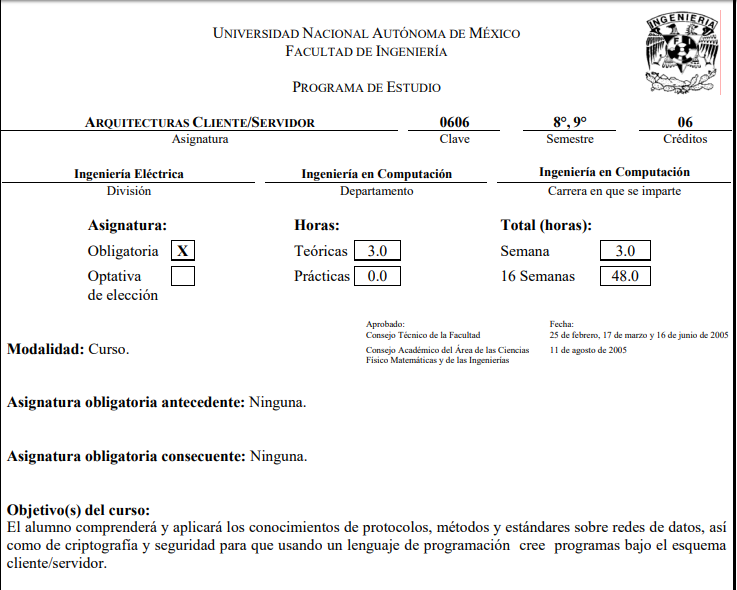 UNIVERSIDAD NACIONAL AUTÓNOMA DE MÉXICO
FACULTAD DE INGENIERÍA
INGENIERIA
PROGRAMA DE ESTUDIO
ARQUITECTURAS CLIENTE/SERVIDOR 0606 8°, 9° 06
Asignatura Clave Semestre Créditos
Ingeniería Eléctrica Ingeniería en Computación Ingeniería en Computación
División Departamento Carrera en que se imparte
Asignatura: Horas: Total (horas):
Obligatoria X Teóricas 3.0 Semana 3.0
Optativa Prácticas 0.0 16 Semanas 48.0
de elección
Aprobado: Fecha:
Consejo Técnico de la Facultad 25 de febrero, 17 de marzo y 16 de junio de 2005
Modalidad: Curso.
Consejo Académico del Área de las Ciencias 11 de agosto de 2005
Físico Matemáticas y de las Ingenierías
Asignatura obligatoria antecedente: Ninguna.
Asignatura obligatoria consecuente: Ninguna.
Objetivo(s) del curso:
El alumno comprenderá y aplicará los conocimientos de protocolos, métodos y estándares sobre redes de datos, así
como de criptografía y seguridad para que usando un lenguaje de programación cree programas bajo el esquema
cliente/servidor.